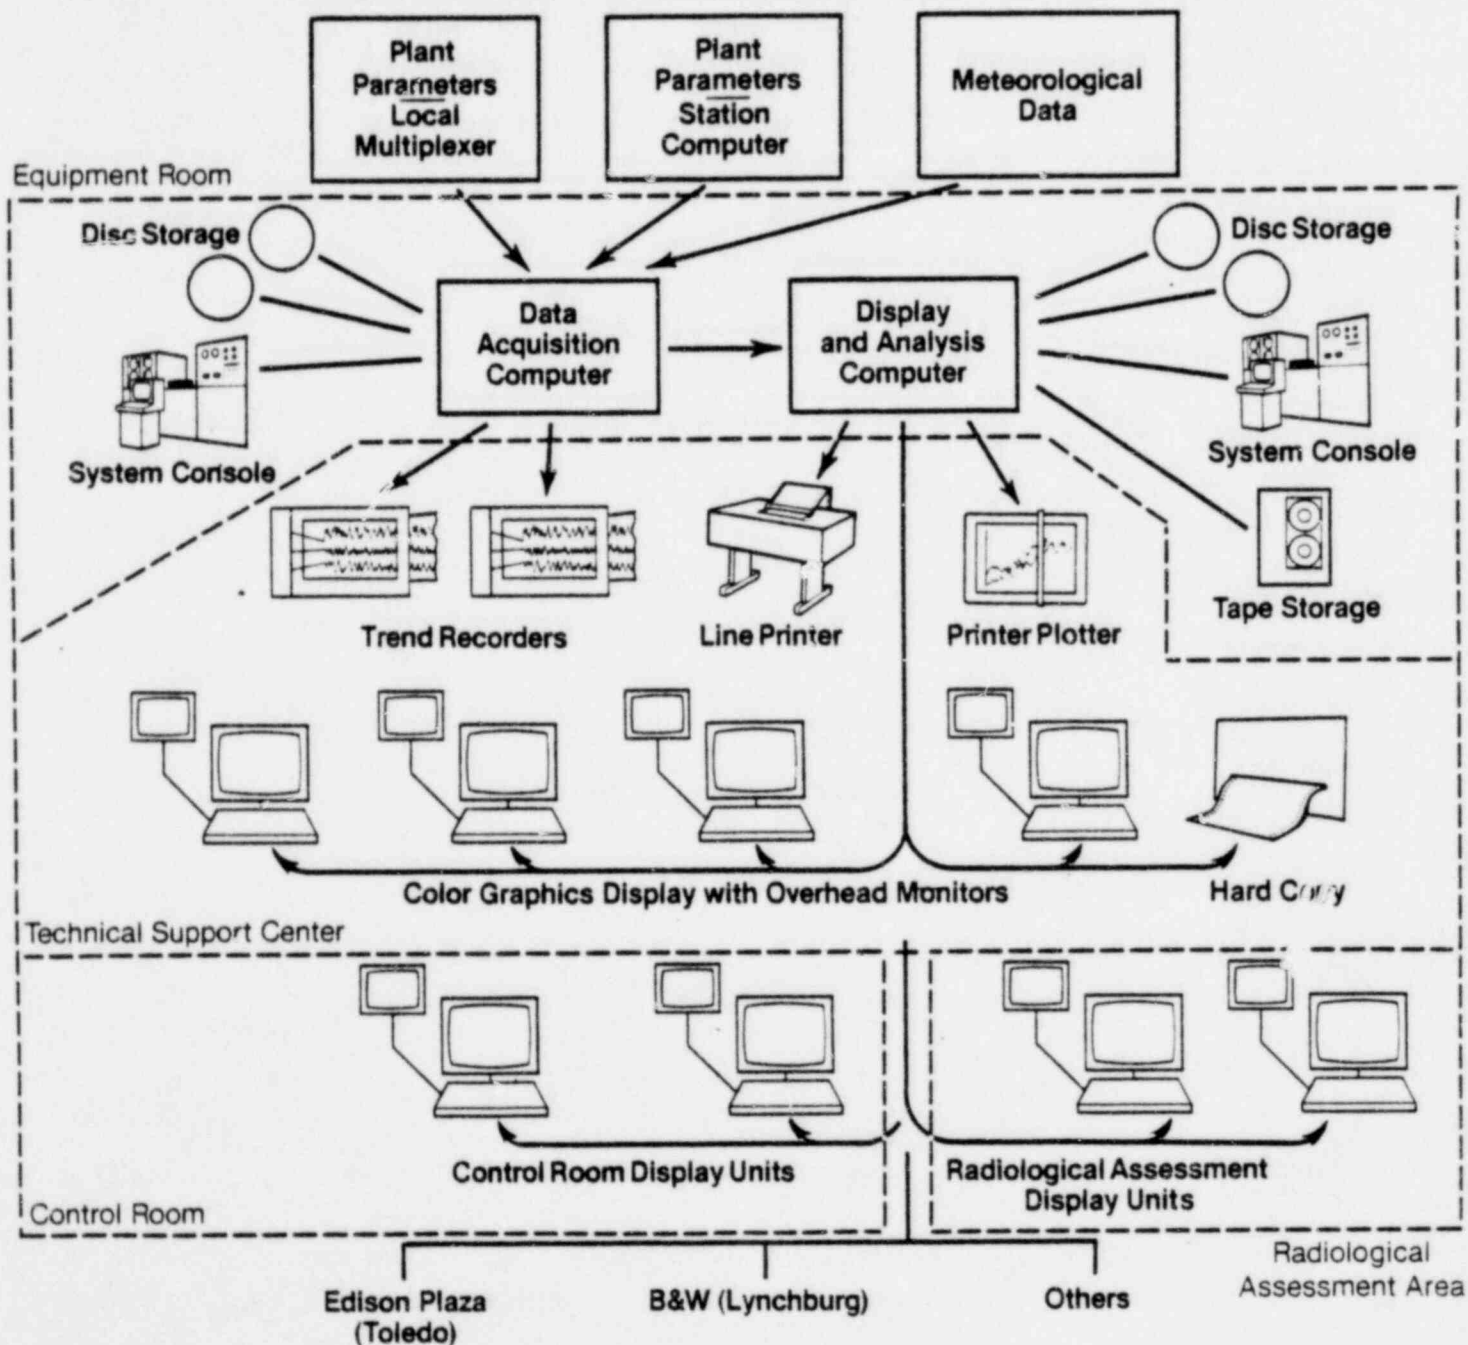 Plant
Parameters
Local
Multiplexer
Plant
Parameters
Station
Computer
Meteorological
Data
Equipment Room
Disc Storage
Disc Storage
Data
Acquisition
Computer
Display
and Analysis
Computer
System Console
System Console
Trend Recorders
Line Printer
Printer Plotter
Tape Storage
Color Graphics Display with Overhead Monitors
Hard
Technical Support Center
Control Room Display Units
Radiological Assessment
Display Units
Control Room
Radiological
Assessment Area
Edison Plaza
(Toledo)
B&W (Lynchburg)
Others